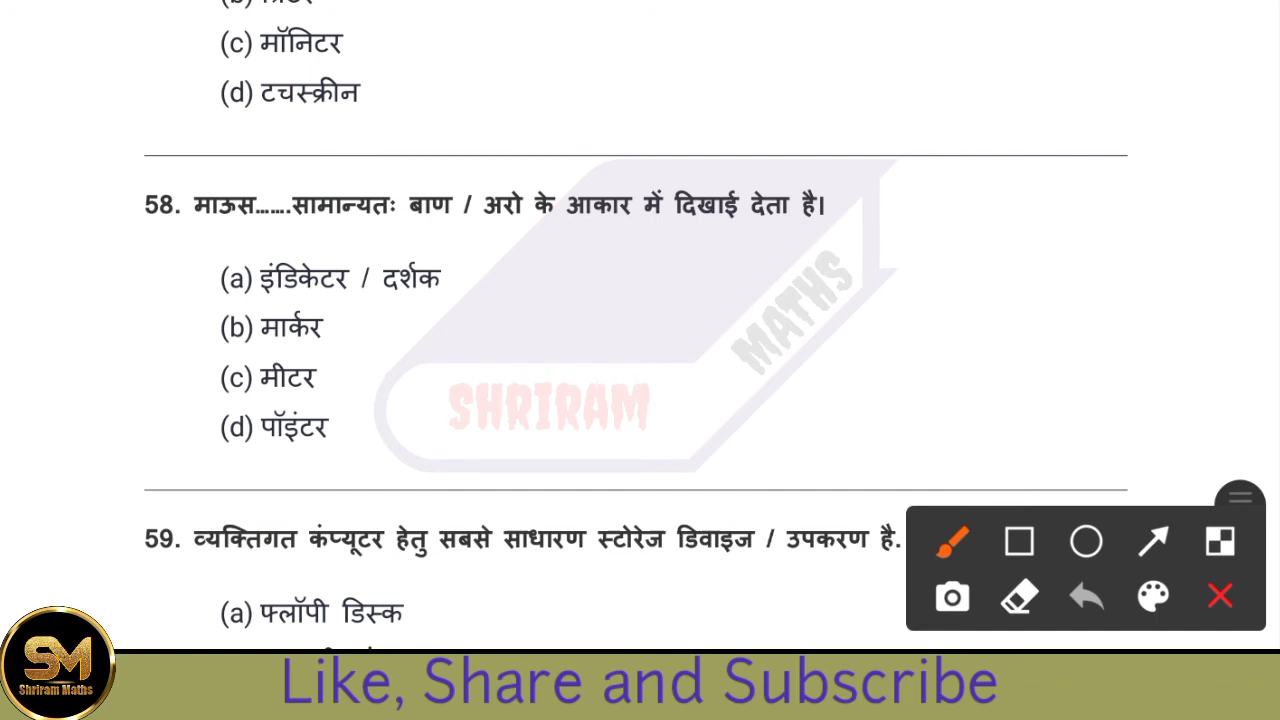 (c) मॉनिटर
(d) टचस्क्रीन
58. माऊस.......सामान्यतः बाण / अरो के आकार में दिखाई देता है।
(a) इंडिकेटर / दर्शक
(b) मार्कर
(c) मीटर
(d) पॉइंटर
SHRIRAM
MATHS
59. व्यक्तिगत कंप्यूटर हेतु सबसे साधारण स्टोरेज डिवाइज / उपकरण है.
(a) फ्लॉपी डिस्क
SM
Shriram Maths
Like, Share and Subscribe